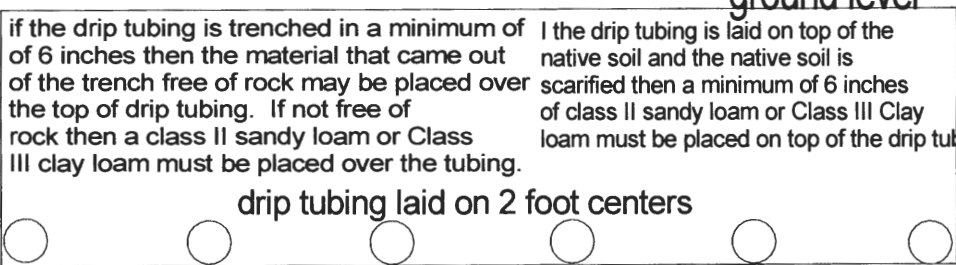 ground level
if the drip tubing is trenched in a minimum of
of 6 inches then the material that came out
of the trench free of rock may be placed over
the top of drip tubing. If not free of
rock then a class II sandy loam or Class
III clay loam must be placed over the tubing.
I the drip tubing is laid on top of the
native soil and the native soil is
scarified then a minimum of 6 inches
of class II sandy loam or Class III Clay
loam must be placed on top of the drip tub
drip tubing laid on 2 foot centers